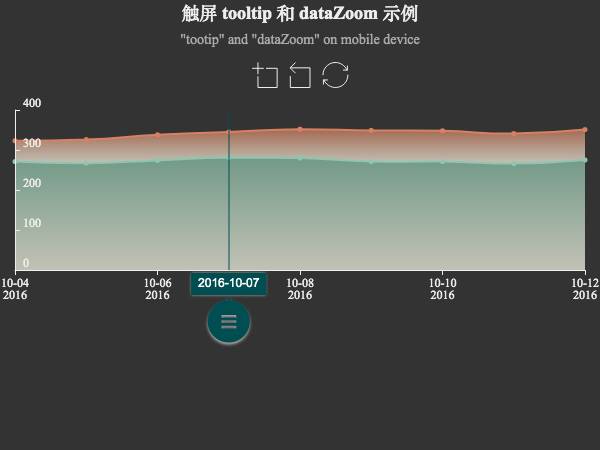 触屏 tooltip 和 dataZoom 示例
"tootip" and "dataZoom" on mobile device
400
300
200
100
0
10-04 10-06 2016-10-07 10-08 10-10 10-12
2016 2016 2016 2016 2016